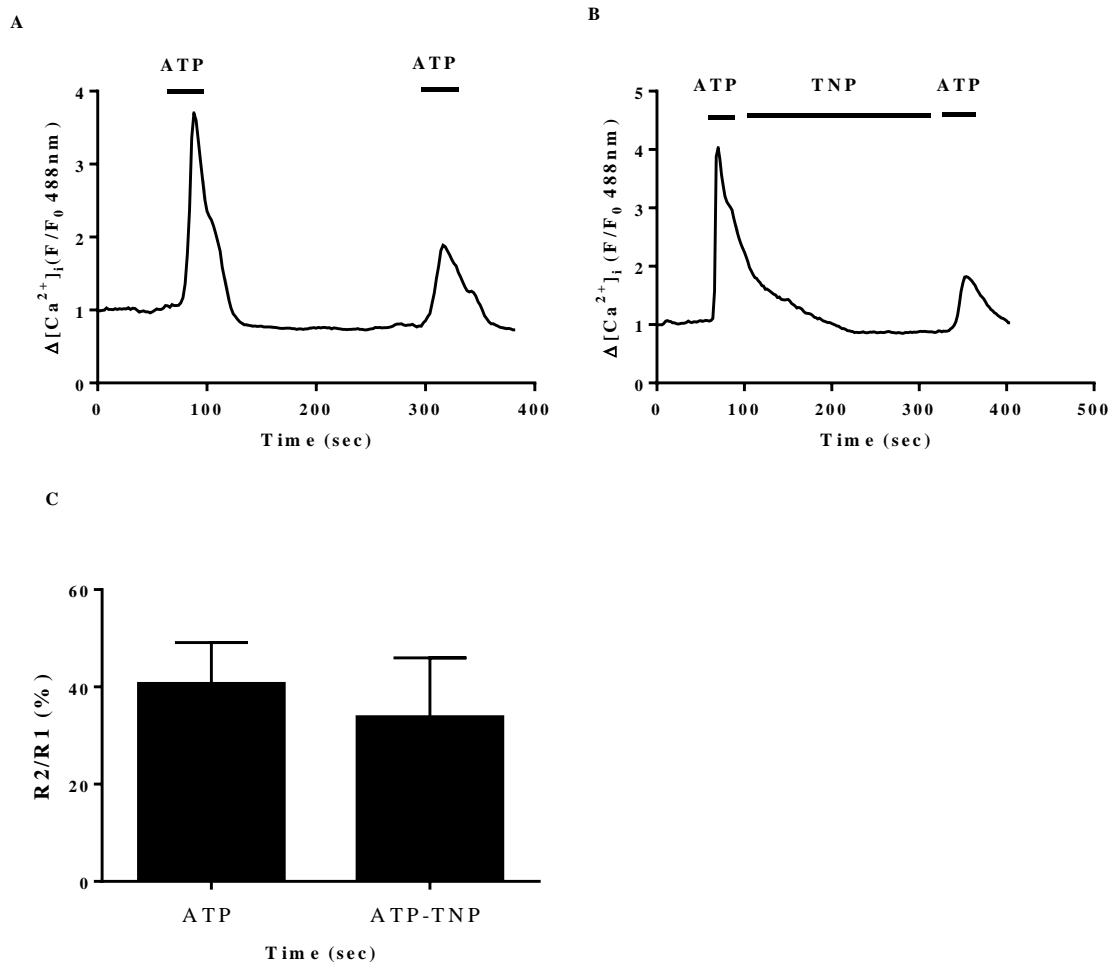 A
ATP
ATP
4
3
2
1
0
Δ[Ca²⁺]ᵢ(F/F₀ 488nm)
0 100 200 300 400
Time (sec)
B
ATP TNP ATP
5
4
3
2
1
0
Δ[Ca²⁺]ᵢ (F/F₀ 488nm)
0 100 200 300 400 500
Time (sec)
C
60
40
20
0
R2/R1 (%)
ATP ATP-TNP
Time (sec)